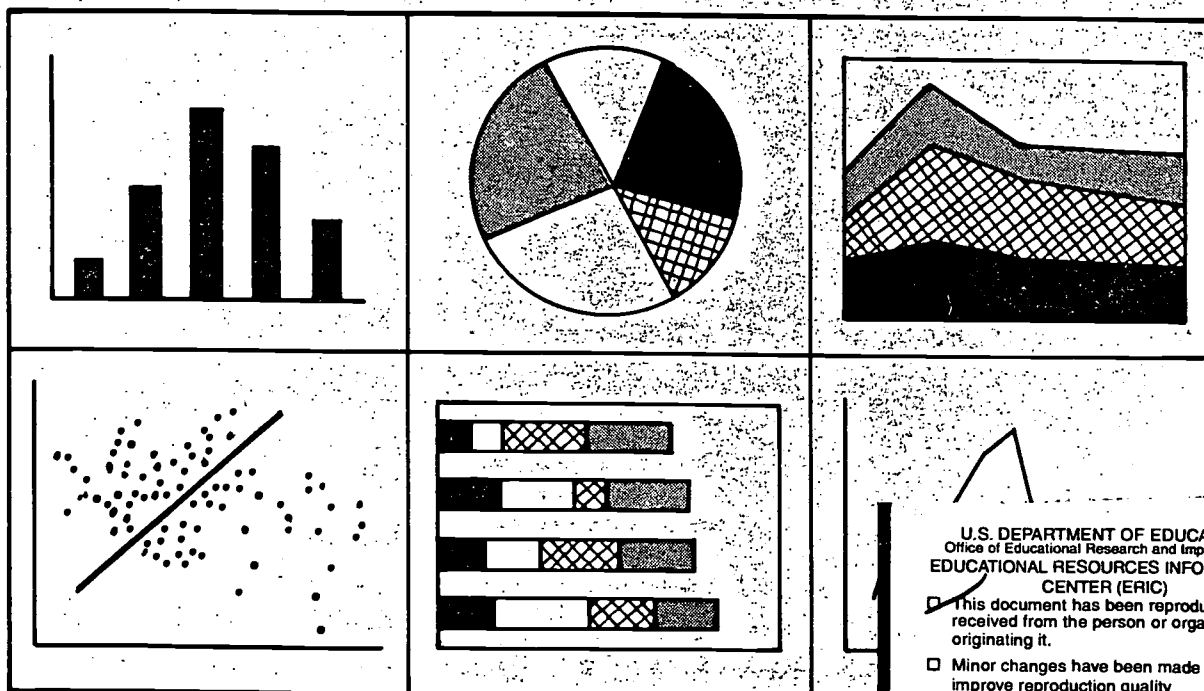 U.S. DEPARTMENT OF EDUCA
Office of Educational Research and Imp
EDUCATIONAL RESOURCES INFO
CENTER (ERIC)
□ This document has been reprodu
received from the person or orga
originating it.
□ Minor changes have been made
improve reproduction quality